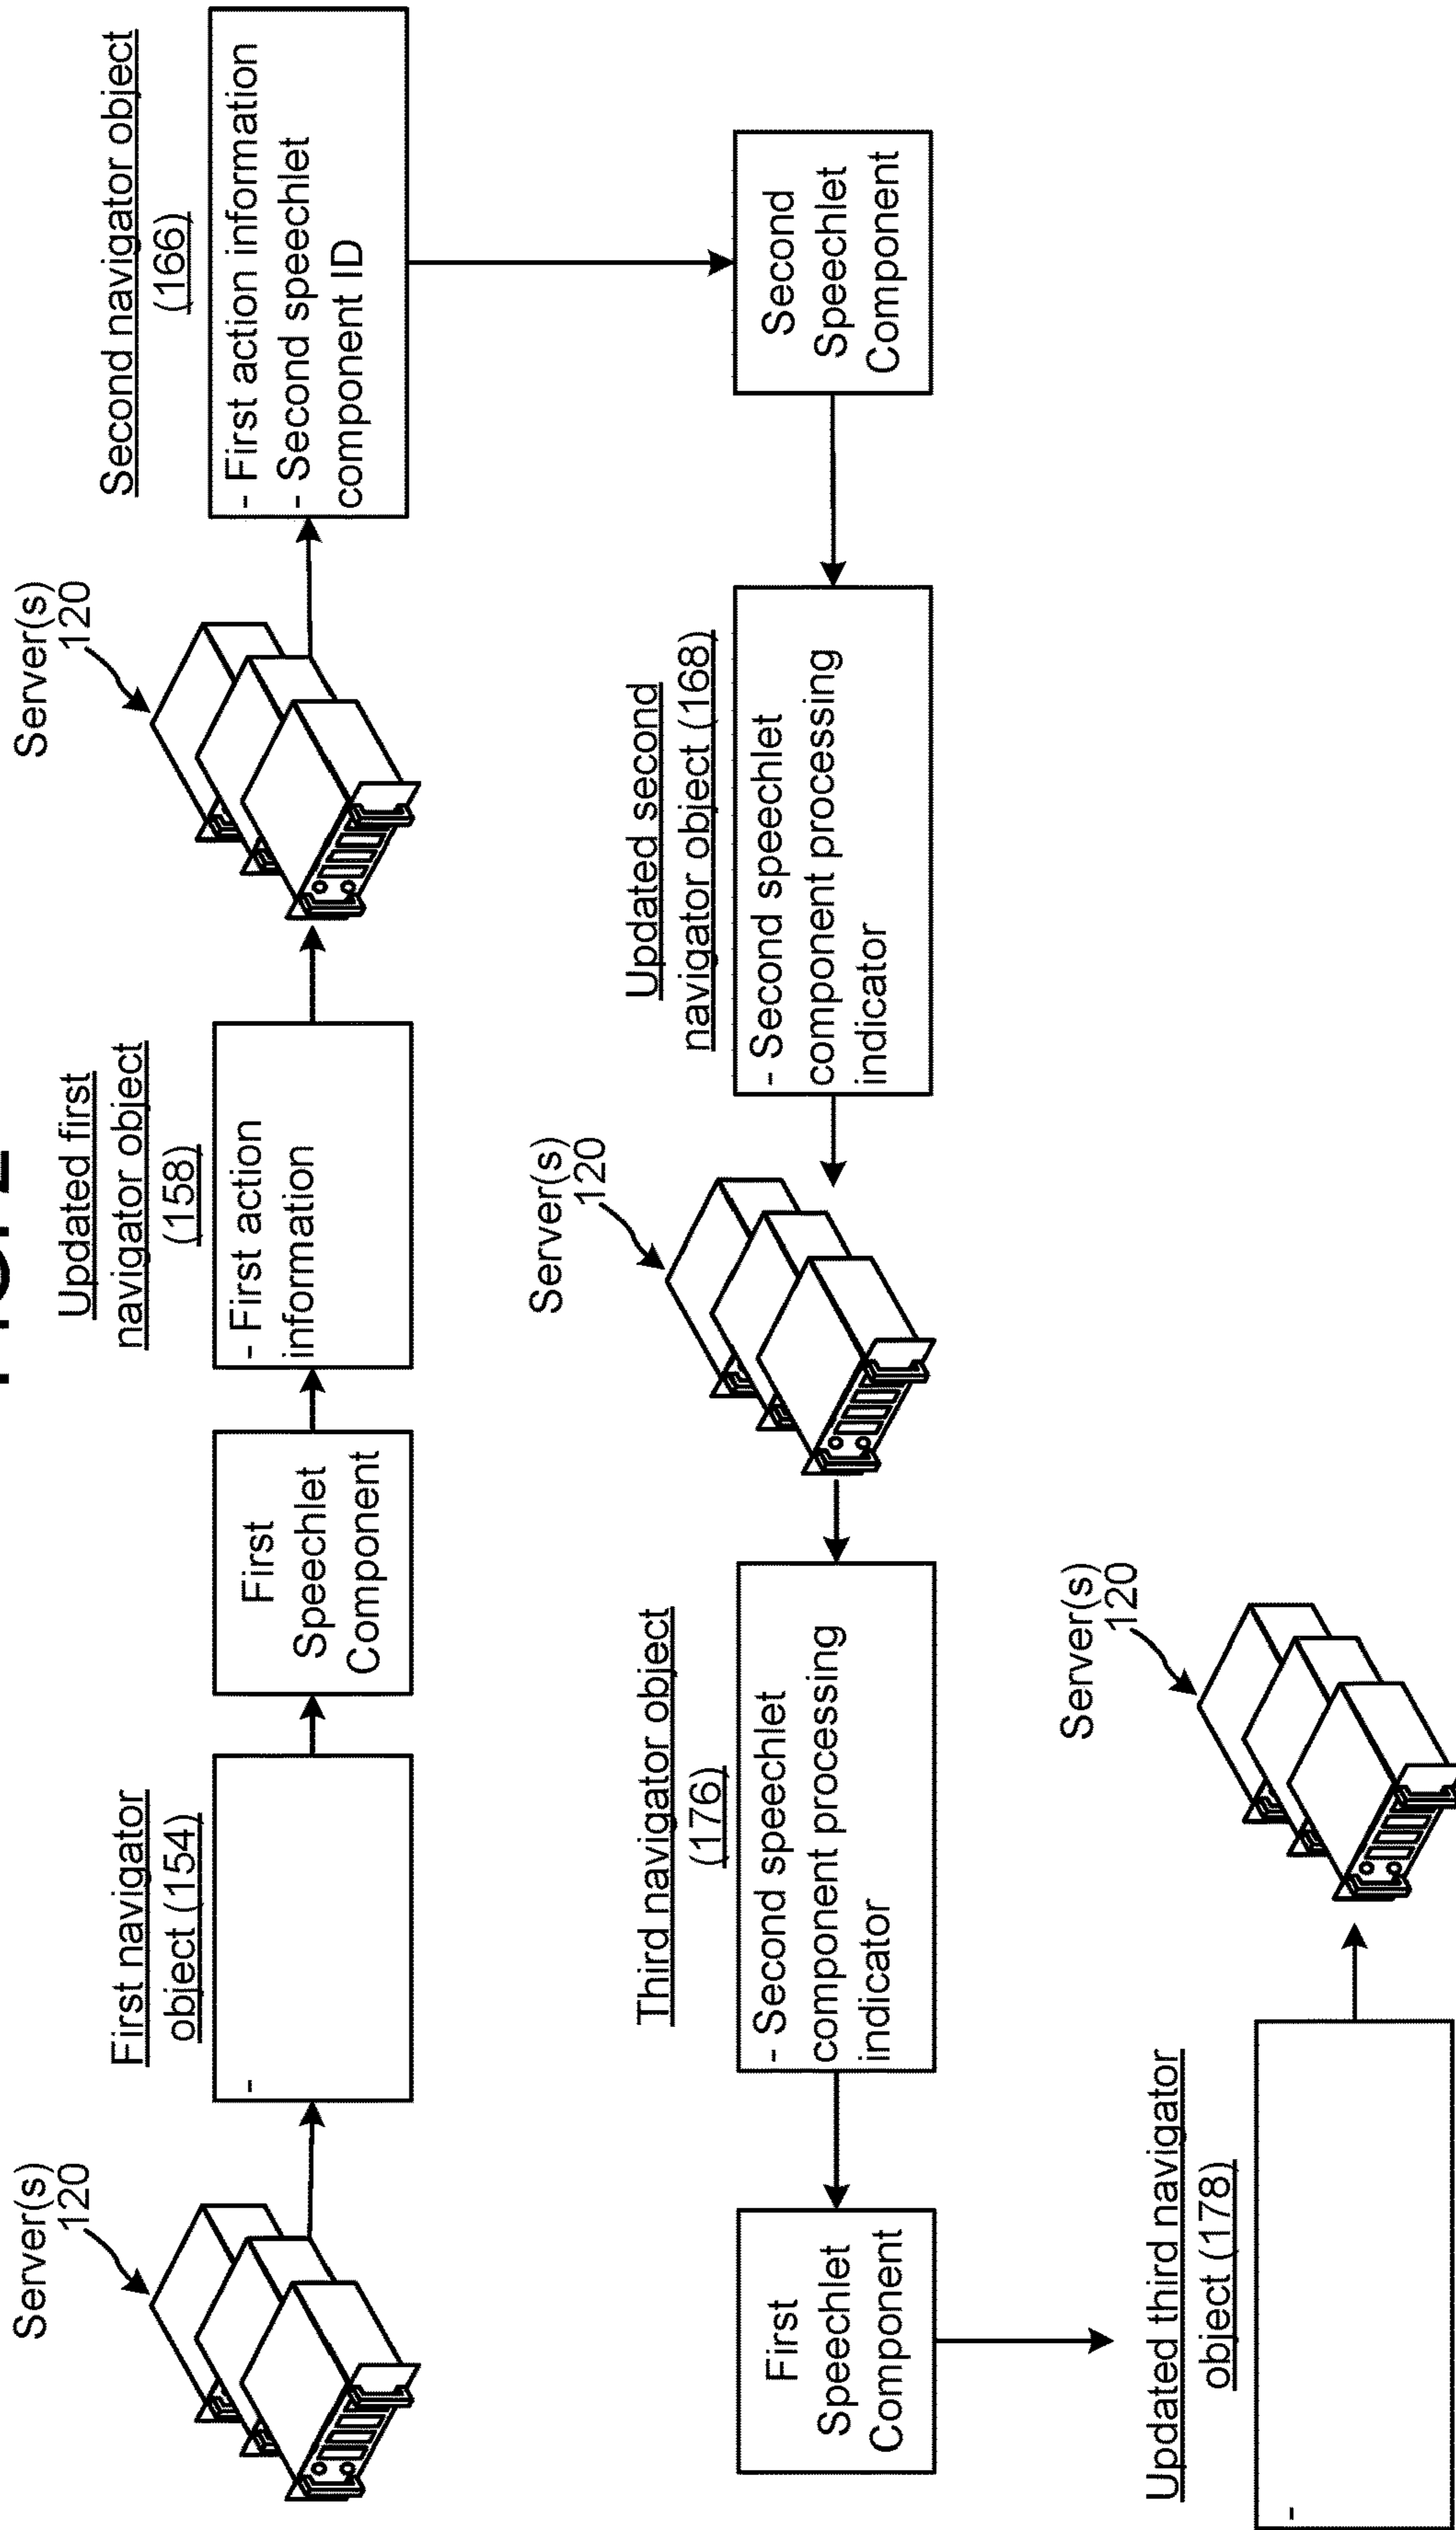 Server(s)
120
First navigator
object (154)
-
First
Speechlet
Component
Updated first
navigator object
(158)
- First action
information
Server(s)
120
Second navigator object
(166)
- First action information
- Second speechlet
component ID
Second
Speechlet
Component
Updated second
navigator object (168)
- Second speechlet
component processing
indicator
Server(s)
120
Third navigator object
(176)
- Second speechlet
component processing
indicator
First
Speechlet
Component
Updated third navigator
object (178)
-
Server(s)
120